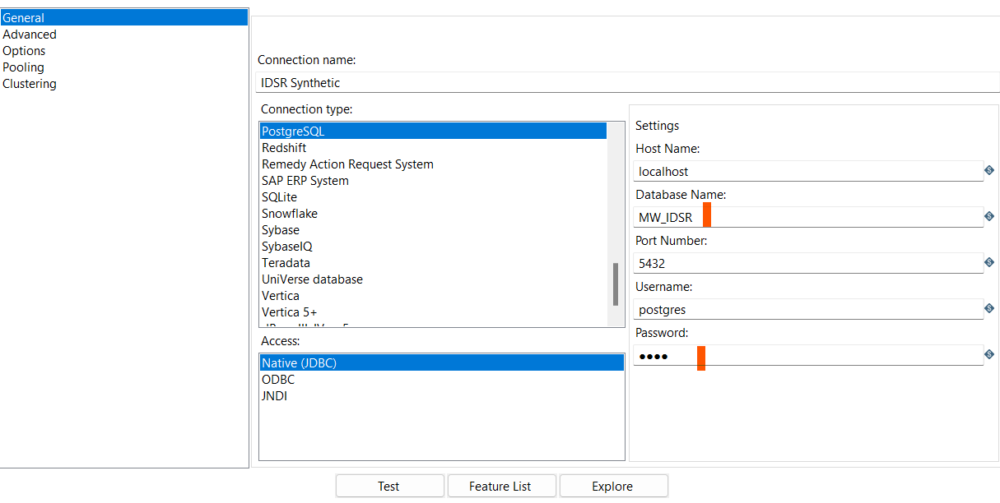 General
Advanced
Options
Pooling
Clustering
Connection name:
IDSR Synthetic
Connection type:
PostgreSQL
Redshift
Remedy Action Request System
SAP ERP System
SQLite
Snowflake
Sybase
SybaseIQ
Teradata
UniVerse database
Vertica
Vertica 5+
Access:
Native (JDBC)
ODBC
JNDI
Settings
Host Name:
localhost
Database Name:
MW_IDSR
Port Number:
5432
Username:
postgres
Password:
●●●●
Test
Feature List
Explore